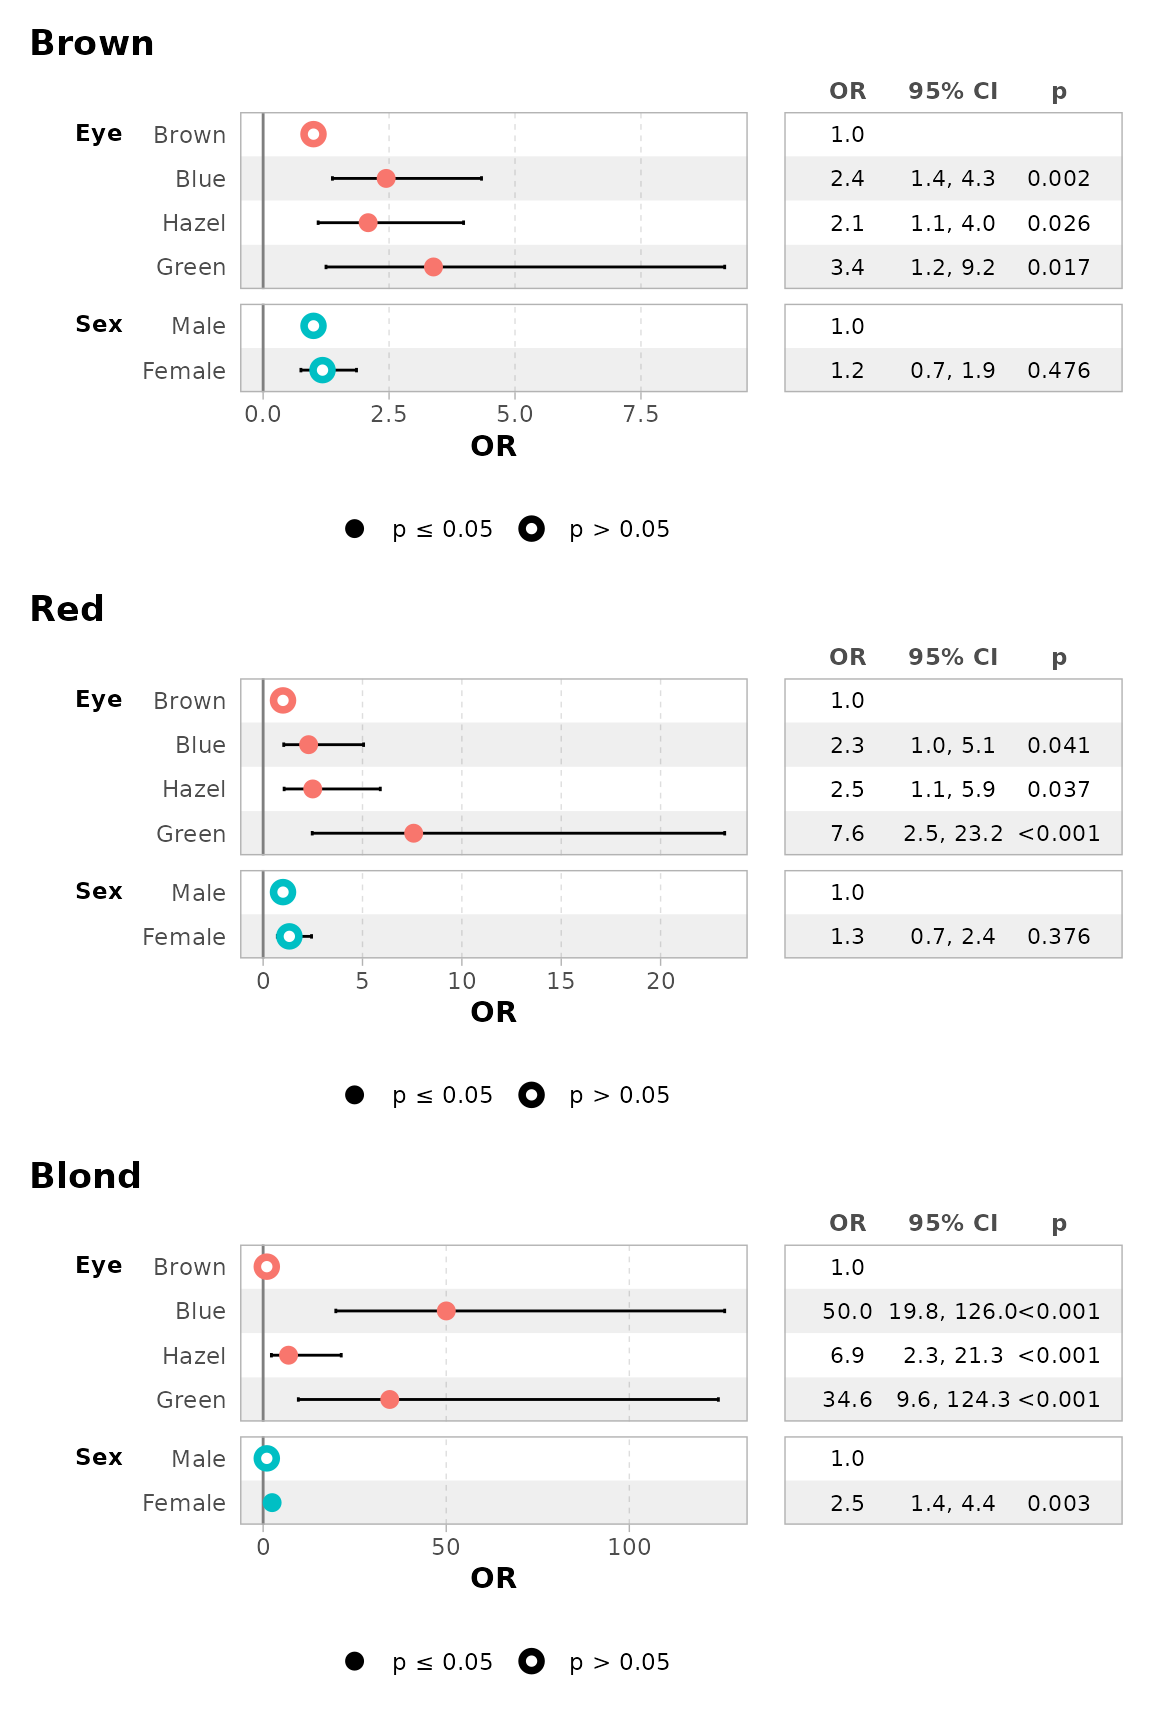 Brown
OR 95% CI p
Eye Brown 1.0
Blue 2.4 1.4, 4.3 0.002
Hazel 2.1 1.1, 4.0 0.026
Green 3.4 1.2, 9.2 0.017
Sex Male 1.0
Female 1.2 0.7, 1.9 0.476
0.0 2.5 5.0 7.5
OR
p ≤ 0.05 p > 0.05
Red
OR 95% CI p
Eye Brown 1.0
Blue 2.3 1.0, 5.1 0.041
Hazel 2.5 1.1, 5.9 0.037
Green 7.6 2.5, 23.2 <0.001
Sex Male 1.0
Female 1.3 0.7, 2.4 0.376
0 5 10 15 20
OR
p ≤ 0.05 p > 0.05
Blond
OR 95% CI p
Eye Brown 1.0
Blue 50.0 19.8, 126.0 <0.001
Hazel 6.9 2.3, 21.3 <0.001
Green 34.6 9.6, 124.3 <0.001
Sex Male 1.0
Female 2.5 1.4, 4.4 0.003
0 50 100
OR
p ≤ 0.05 p > 0.05